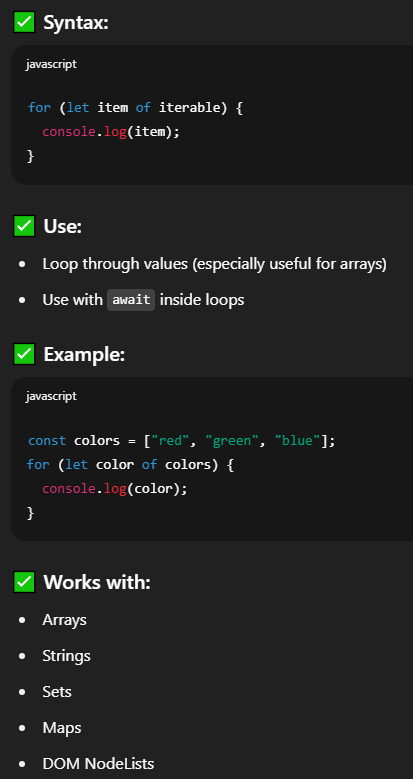 ✅ Syntax:
javascript
for (let item of iterable) {
  console.log(item);
}
✅ Use:
• Loop through values (especially useful for arrays)
• Use with await inside loops
✅ Example:
javascript
const colors = ["red", "green", "blue"];
for (let color of colors) {
  console.log(color);
}
✅ Works with:
• Arrays
• Strings
• Sets
• Maps
• DOM NodeLists